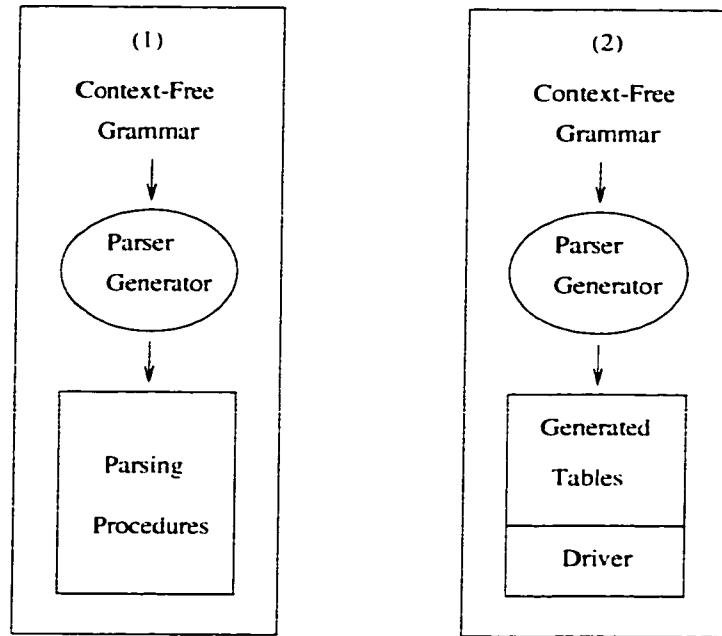 (1)
Context-Free
Grammar
Parser
Generator
Parsing
Procedures
(2)
Context-Free
Grammar
Parser
Generator
Generated
Tables
Driver